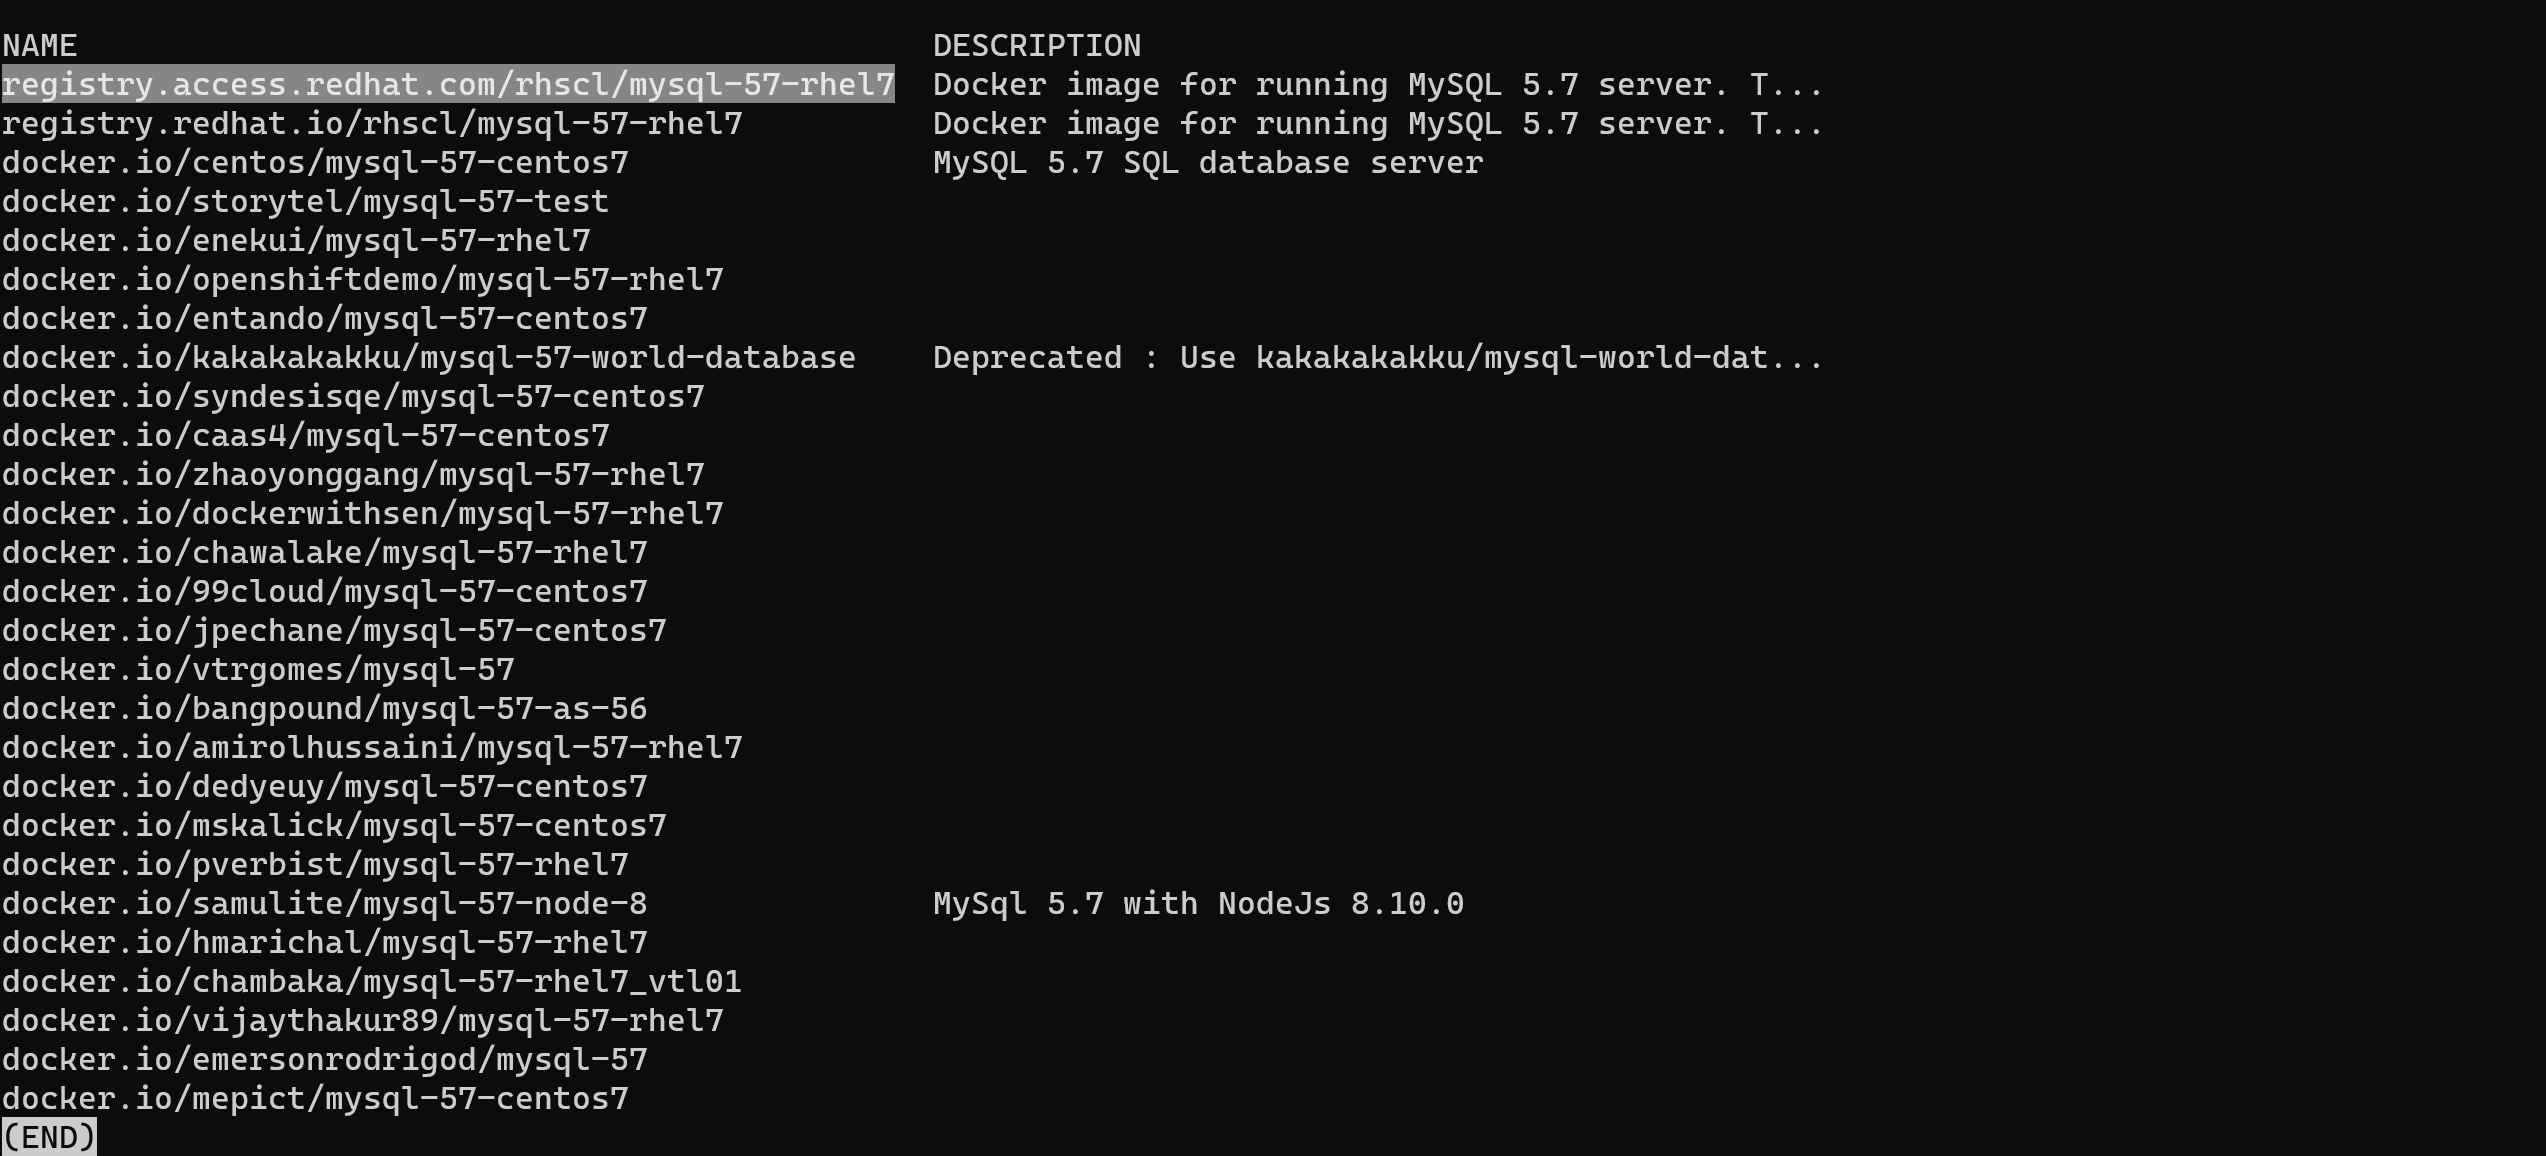 NAME DESCRIPTION
registry.access.redhat.com/rhscl/mysql-57-rhel7 Docker image for running MySQL 5.7 server. T...
registry.redhat.io/rhscl/mysql-57-rhel7 Docker image for running MySQL 5.7 server. T...
docker.io/centos/mysql-57-centos7 MySQL 5.7 SQL database server
docker.io/storytel/mysql-57-test
docker.io/enekui/mysql-57-rhel7
docker.io/openshiftdemo/mysql-57-rhel7
docker.io/entando/mysql-57-centos7
docker.io/kakakakakku/mysql-57-world-database Deprecated : Use kakakakakku/mysql-world-dat...
docker.io/syndesisqe/mysql-57-centos7
docker.io/caas4/mysql-57-centos7
docker.io/zhaoyonggang/mysql-57-rhel7
docker.io/dockerwithsen/mysql-57-rhel7
docker.io/chawalake/mysql-57-rhel7
docker.io/99cloud/mysql-57-centos7
docker.io/jpechane/mysql-57-centos7
docker.io/vtrgomes/mysql-57
docker.io/bangpound/mysql-57-as-56
docker.io/amirolhussaini/mysql-57-rhel7
docker.io/dedyeuy/mysql-57-centos7
docker.io/mskalick/mysql-57-centos7
docker.io/pverbist/mysql-57-rhel7
docker.io/samulite/mysql-57-node-8 MySql 5.7 with NodeJs 8.10.0
docker.io/hmarichal/mysql-57-rhel7
docker.io/chambaka/mysql-57-rhel7_vtl01
docker.io/vijaythakur89/mysql-57-rhel7
docker.io/emersonrodrigod/mysql-57
docker.io/mepict/mysql-57-centos7
(END)